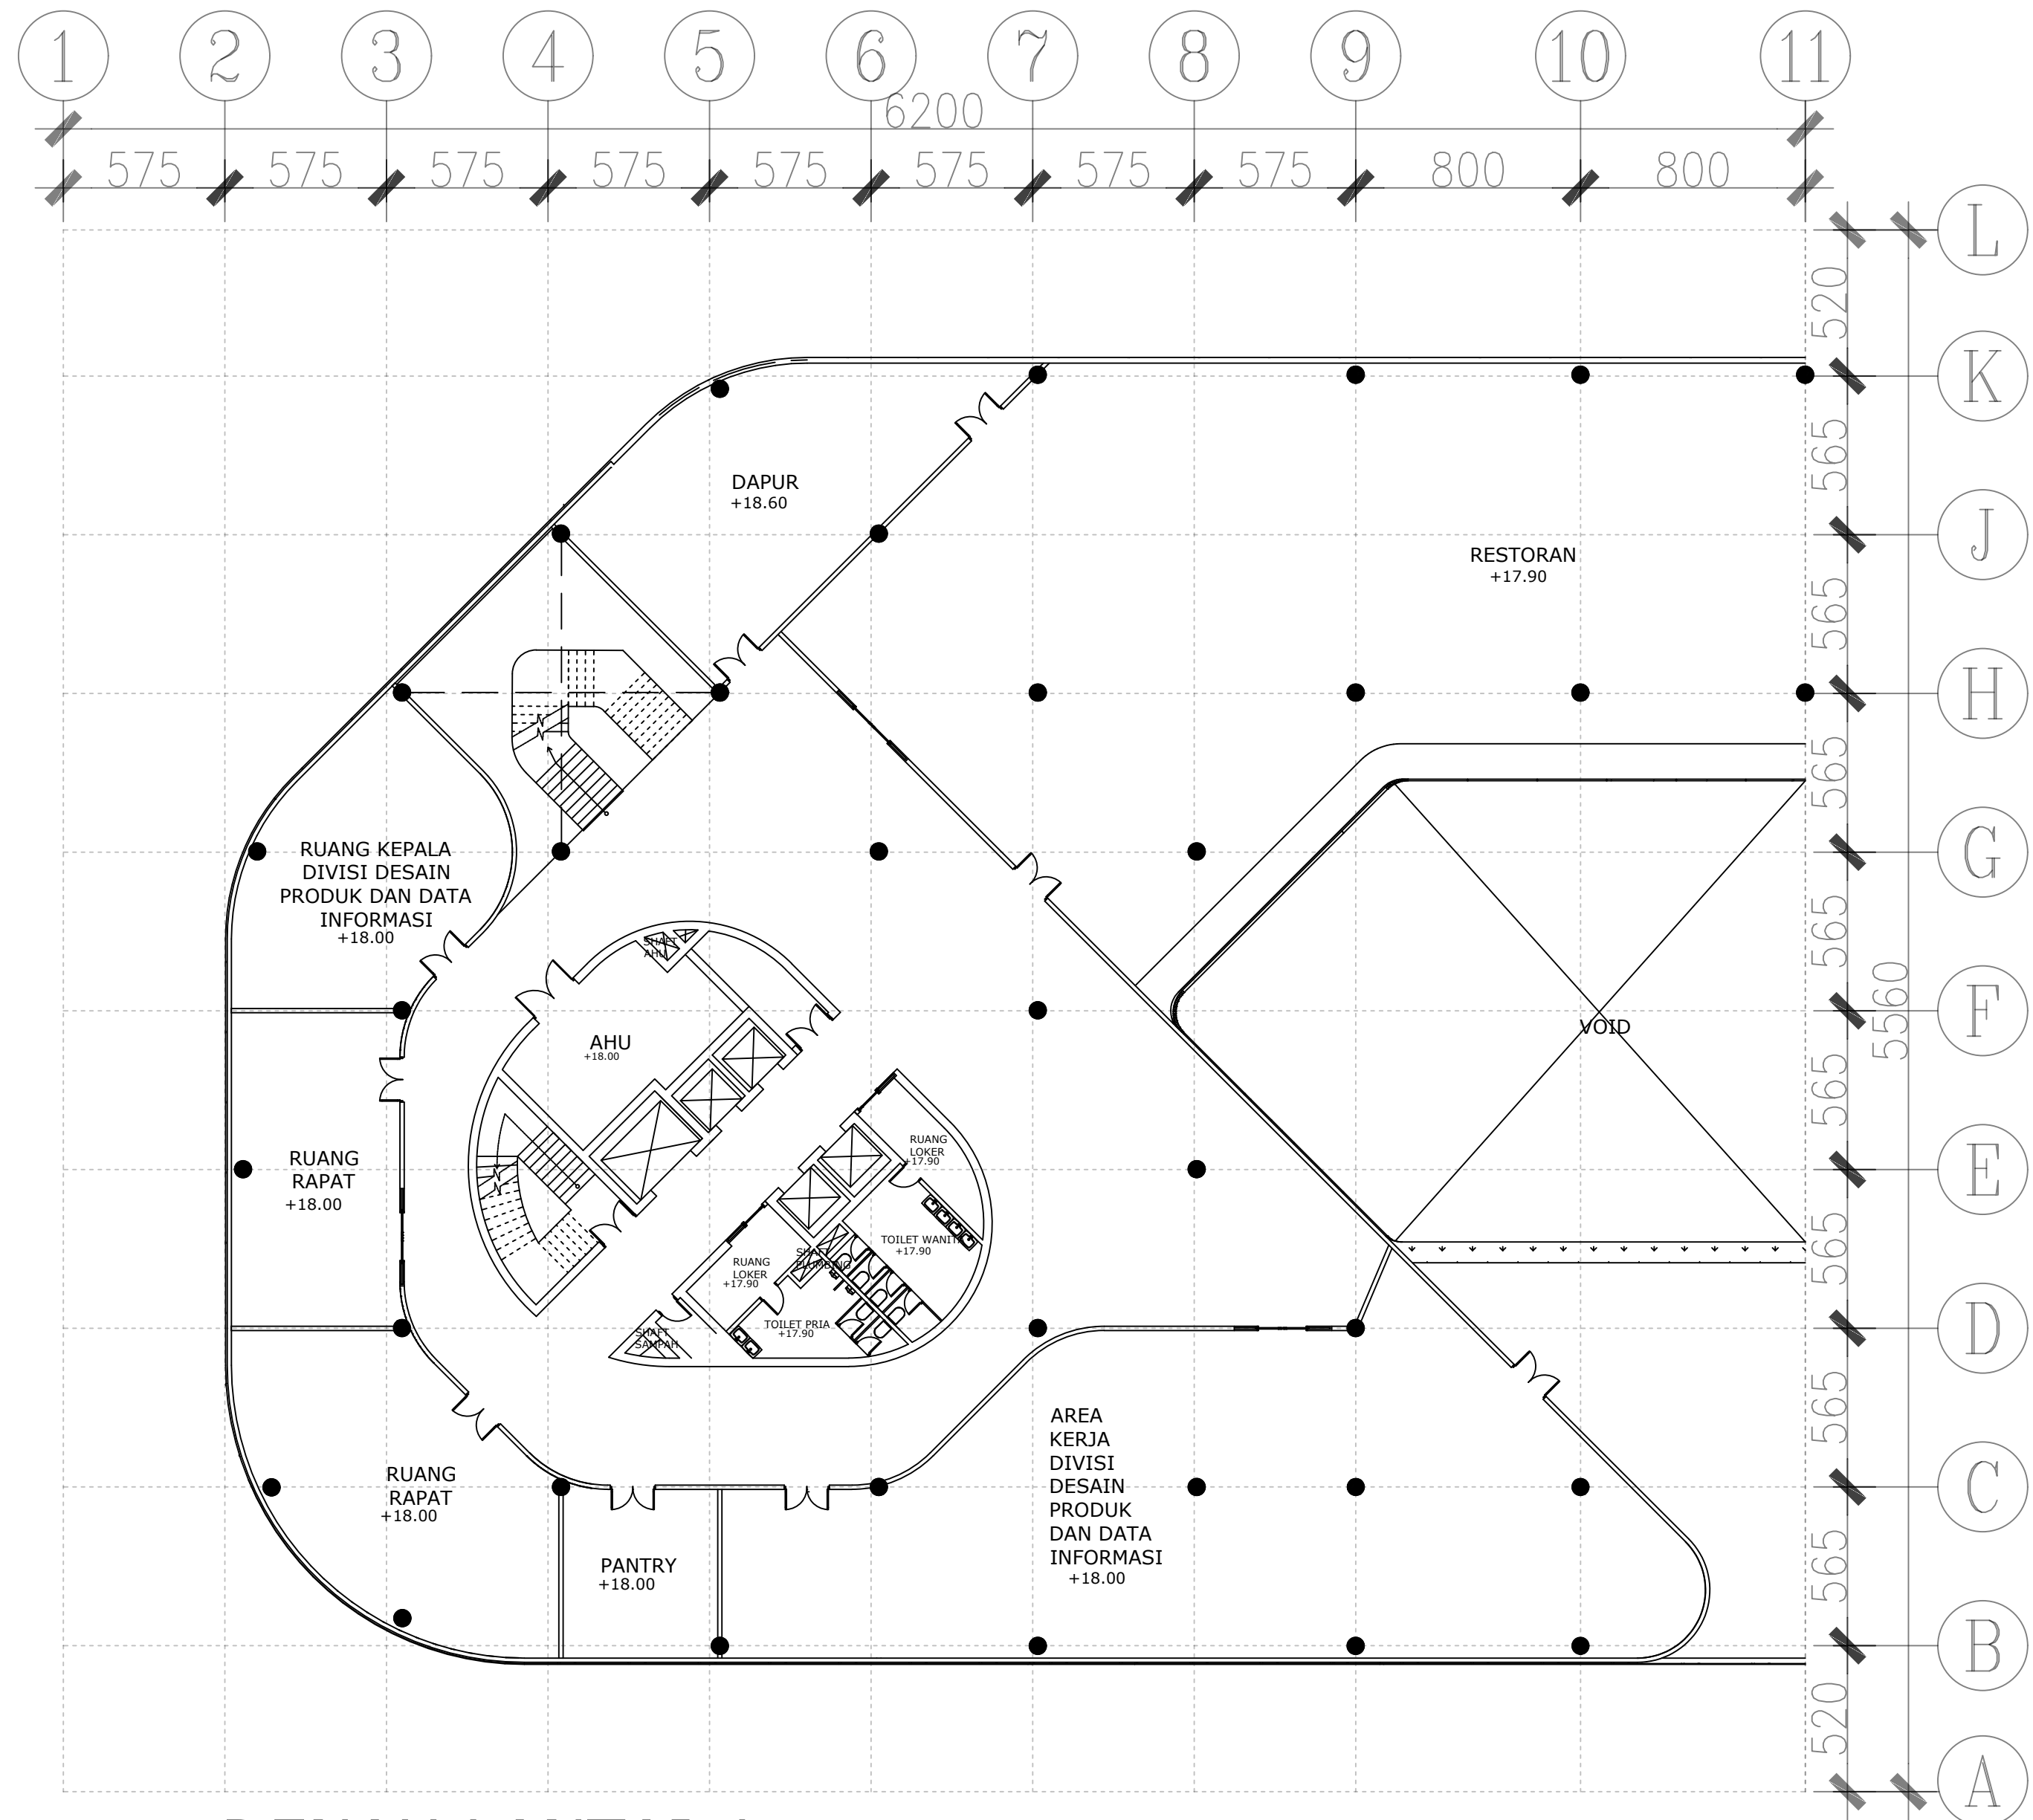 1 2 3 4 5 6 7 8 9 10 11
6200
575 575 575 575 575 575 575 575 800 800
L
520
K
565
J
565
H
565
G
565
F
5560
565
E
565
D
565
C
565
B
520
A
DAPUR
+18.60
RESTORAN
+17.90
RUANG KEPALA
DIVISI DESAIN
PRODUK DAN DATA
INFORMASI
+18.00
SHAFT
AHU
AHU
+18.00
VOID
RUANG
RAPAT
+18.00
RUANG
LOKER
+17.90
TOILET WANITA
+17.90
SHAFT
PLUMBING
RUANG
LOKER
+17.90
TOILET PRIA
+17.90
SHAFT
SAMPAH
RUANG
RAPAT
+18.00
PANTRY
+18.00
AREA
KERJA
DIVISI
DESAIN
PRODUK
DAN DATA
INFORMASI
+18.00